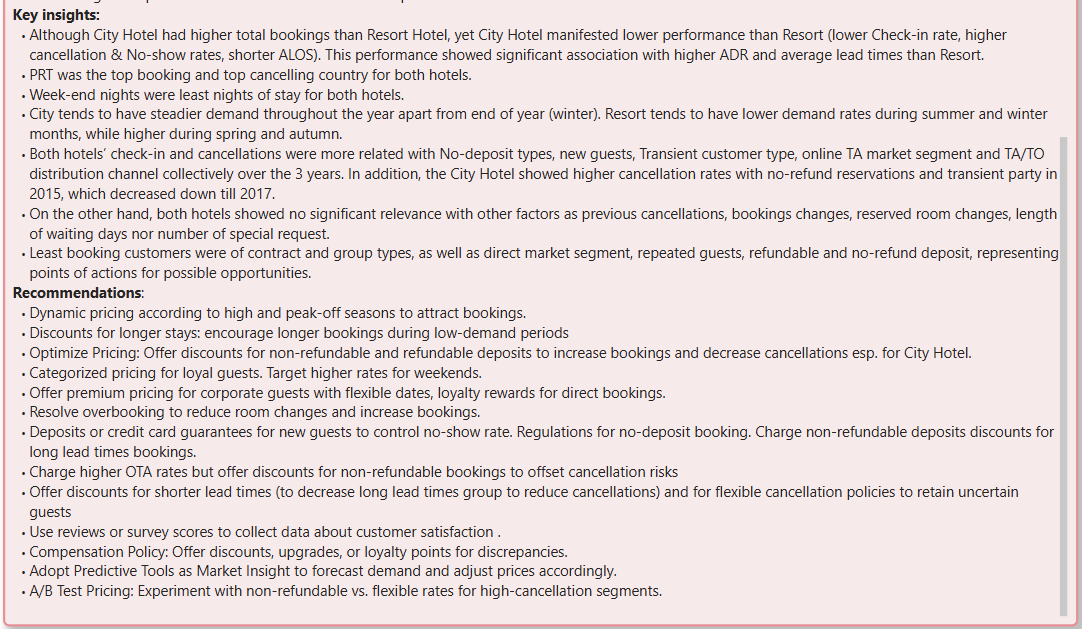 Key insights:
• Although City Hotel had higher total bookings than Resort Hotel, yet City Hotel manifested lower performance than Resort (lower Check-in rate, higher
cancellation & No-show rates, shorter ALOS). This performance showed significant association with higher ADR and average lead times than Resort.
• PRT was the top booking and top cancelling country for both hotels.
• Week-end nights were least nights of stay for both hotels.
• City tends to have steadier demand throughout the year apart from end of year (winter). Resort tends to have lower demand rates during summer and winter
months, while higher during spring and autumn.
• Both hotels' check-in and cancellations were more related with No-deposit types, new guests, Transient customer type, online TA market segment and TA/TO
distribution channel collectively over the 3 years. In addition, the City Hotel showed higher cancellation rates with no-refund reservations and transient party in
2015, which decreased down till 2017.
• On the other hand, both hotels showed no significant relevance with other factors as previous cancellations, bookings changes, reserved room changes, length
of waiting days nor number of special request.
• Least booking customers were of contract and group types, as well as direct market segment, repeated guests, refundable and no-refund deposit, representing
points of actions for possible opportunities.
Recommendations:
• Dynamic pricing according to high and peak-off seasons to attract bookings.
• Discounts for longer stays: encourage longer bookings during low-demand periods
• Optimize Pricing: Offer discounts for non-refundable and refundable deposits to increase bookings and decrease cancellations esp. for City Hotel.
• Categorized pricing for loyal guests. Target higher rates for weekends.
• Offer premium pricing for corporate guests with flexible dates, loyalty rewards for direct bookings.
• Resolve overbooking to reduce room changes and increase bookings.
• Deposits or credit card guarantees for new guests to control no-show rate. Regulations for no-deposit booking. Charge non-refundable deposits discounts for
long lead times bookings.
• Charge higher OTA rates but offer discounts for non-refundable bookings to offset cancellation risks
• Offer discounts for shorter lead times (to decrease long lead times group to reduce cancellations) and for flexible cancellation policies to retain uncertain
guests
• Use reviews or survey scores to collect data about customer satisfaction .
• Compensation Policy: Offer discounts, upgrades, or loyalty points for discrepancies.
• Adopt Predictive Tools as Market Insight to forecast demand and adjust prices accordingly.
• A/B Test Pricing: Experiment with non-refundable vs. flexible rates for high-cancellation segments.